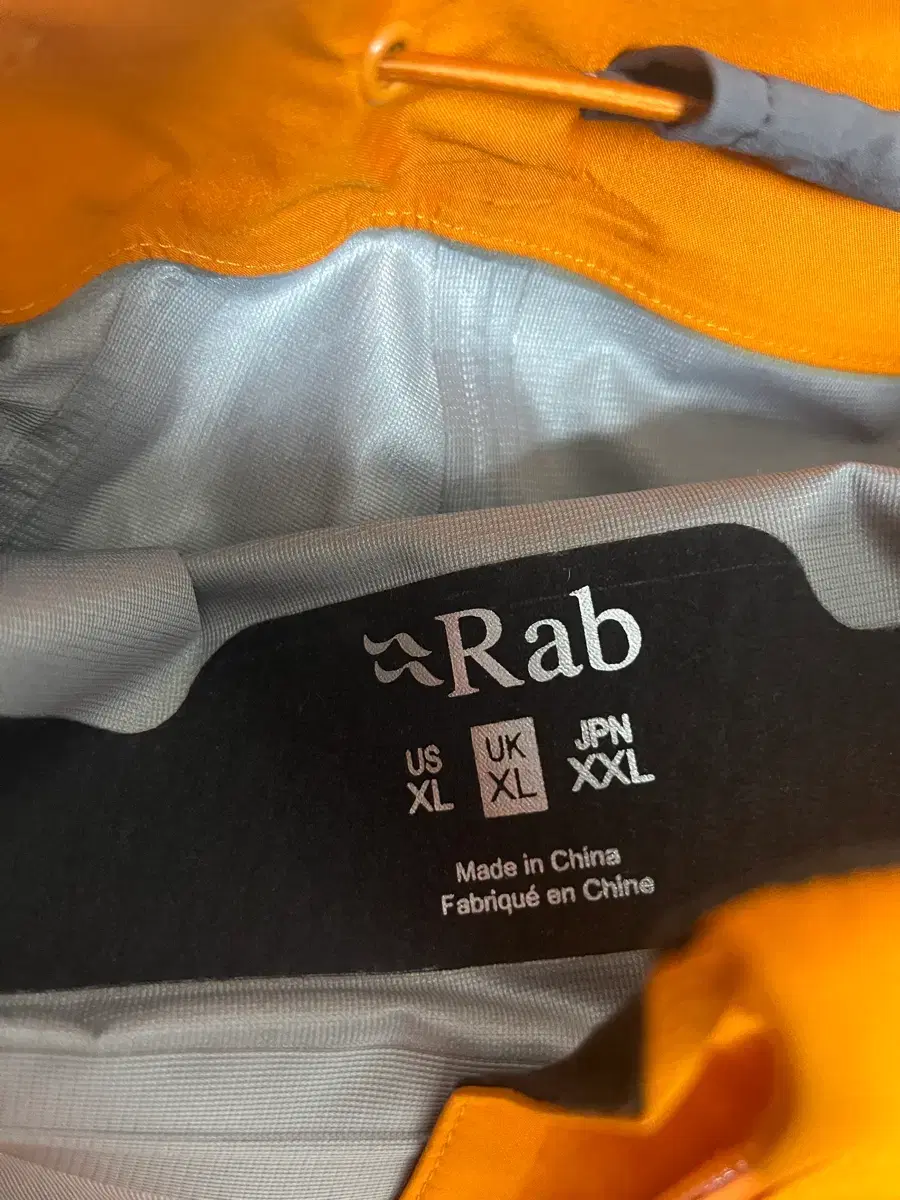 Rab
US UK JPN
XL XL XXL
Made in China
Fabriqué en Chine